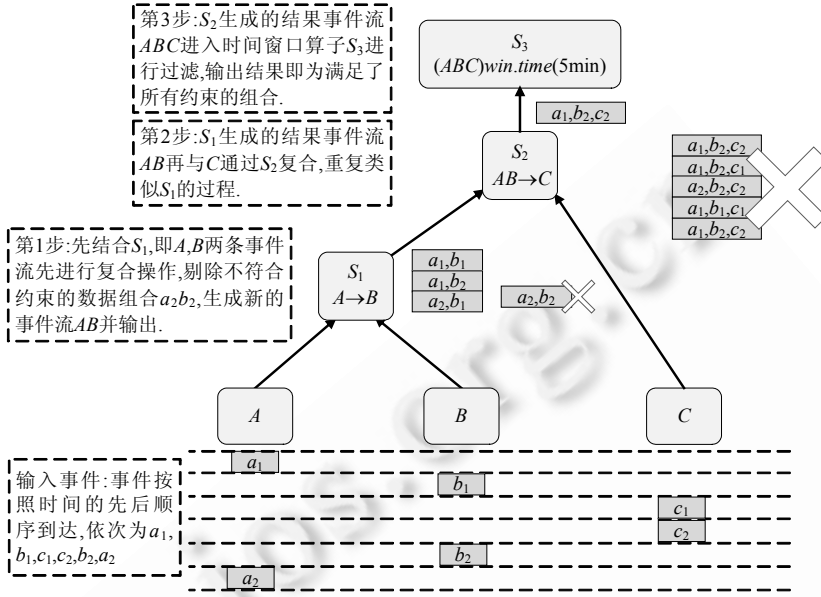 第3步:S2生成的结果事件流
ABC进入时间窗口算子S3进
行过滤,输出结果即为满足了
所有约束的组合.
S3
(ABC)win.time(5min)
a1,b2,c2
第2步:S1生成的结果事件流
AB再与C通过S2复合,重复类
似S1的过程.
S2
AB→C
a1,b2,c2
a1,b2,c1
a2,b2,c2
a1,b1,c1
a1,b2,c2
第1步:先结合S1,即A,B两条事件
流先进行复合操作,剔除不符合
约束的数据组合a2b2,生成新的
事件流AB并输出.
S1
A→B
a1,b1
a1,b2
a2,b1
a2,b2
A
B
C
输入事件:事件按
照时间的先后顺
序到达,依次为a1,
b1,c1,c2,b2,a2
a1
b1
c1
c2
b2
a2